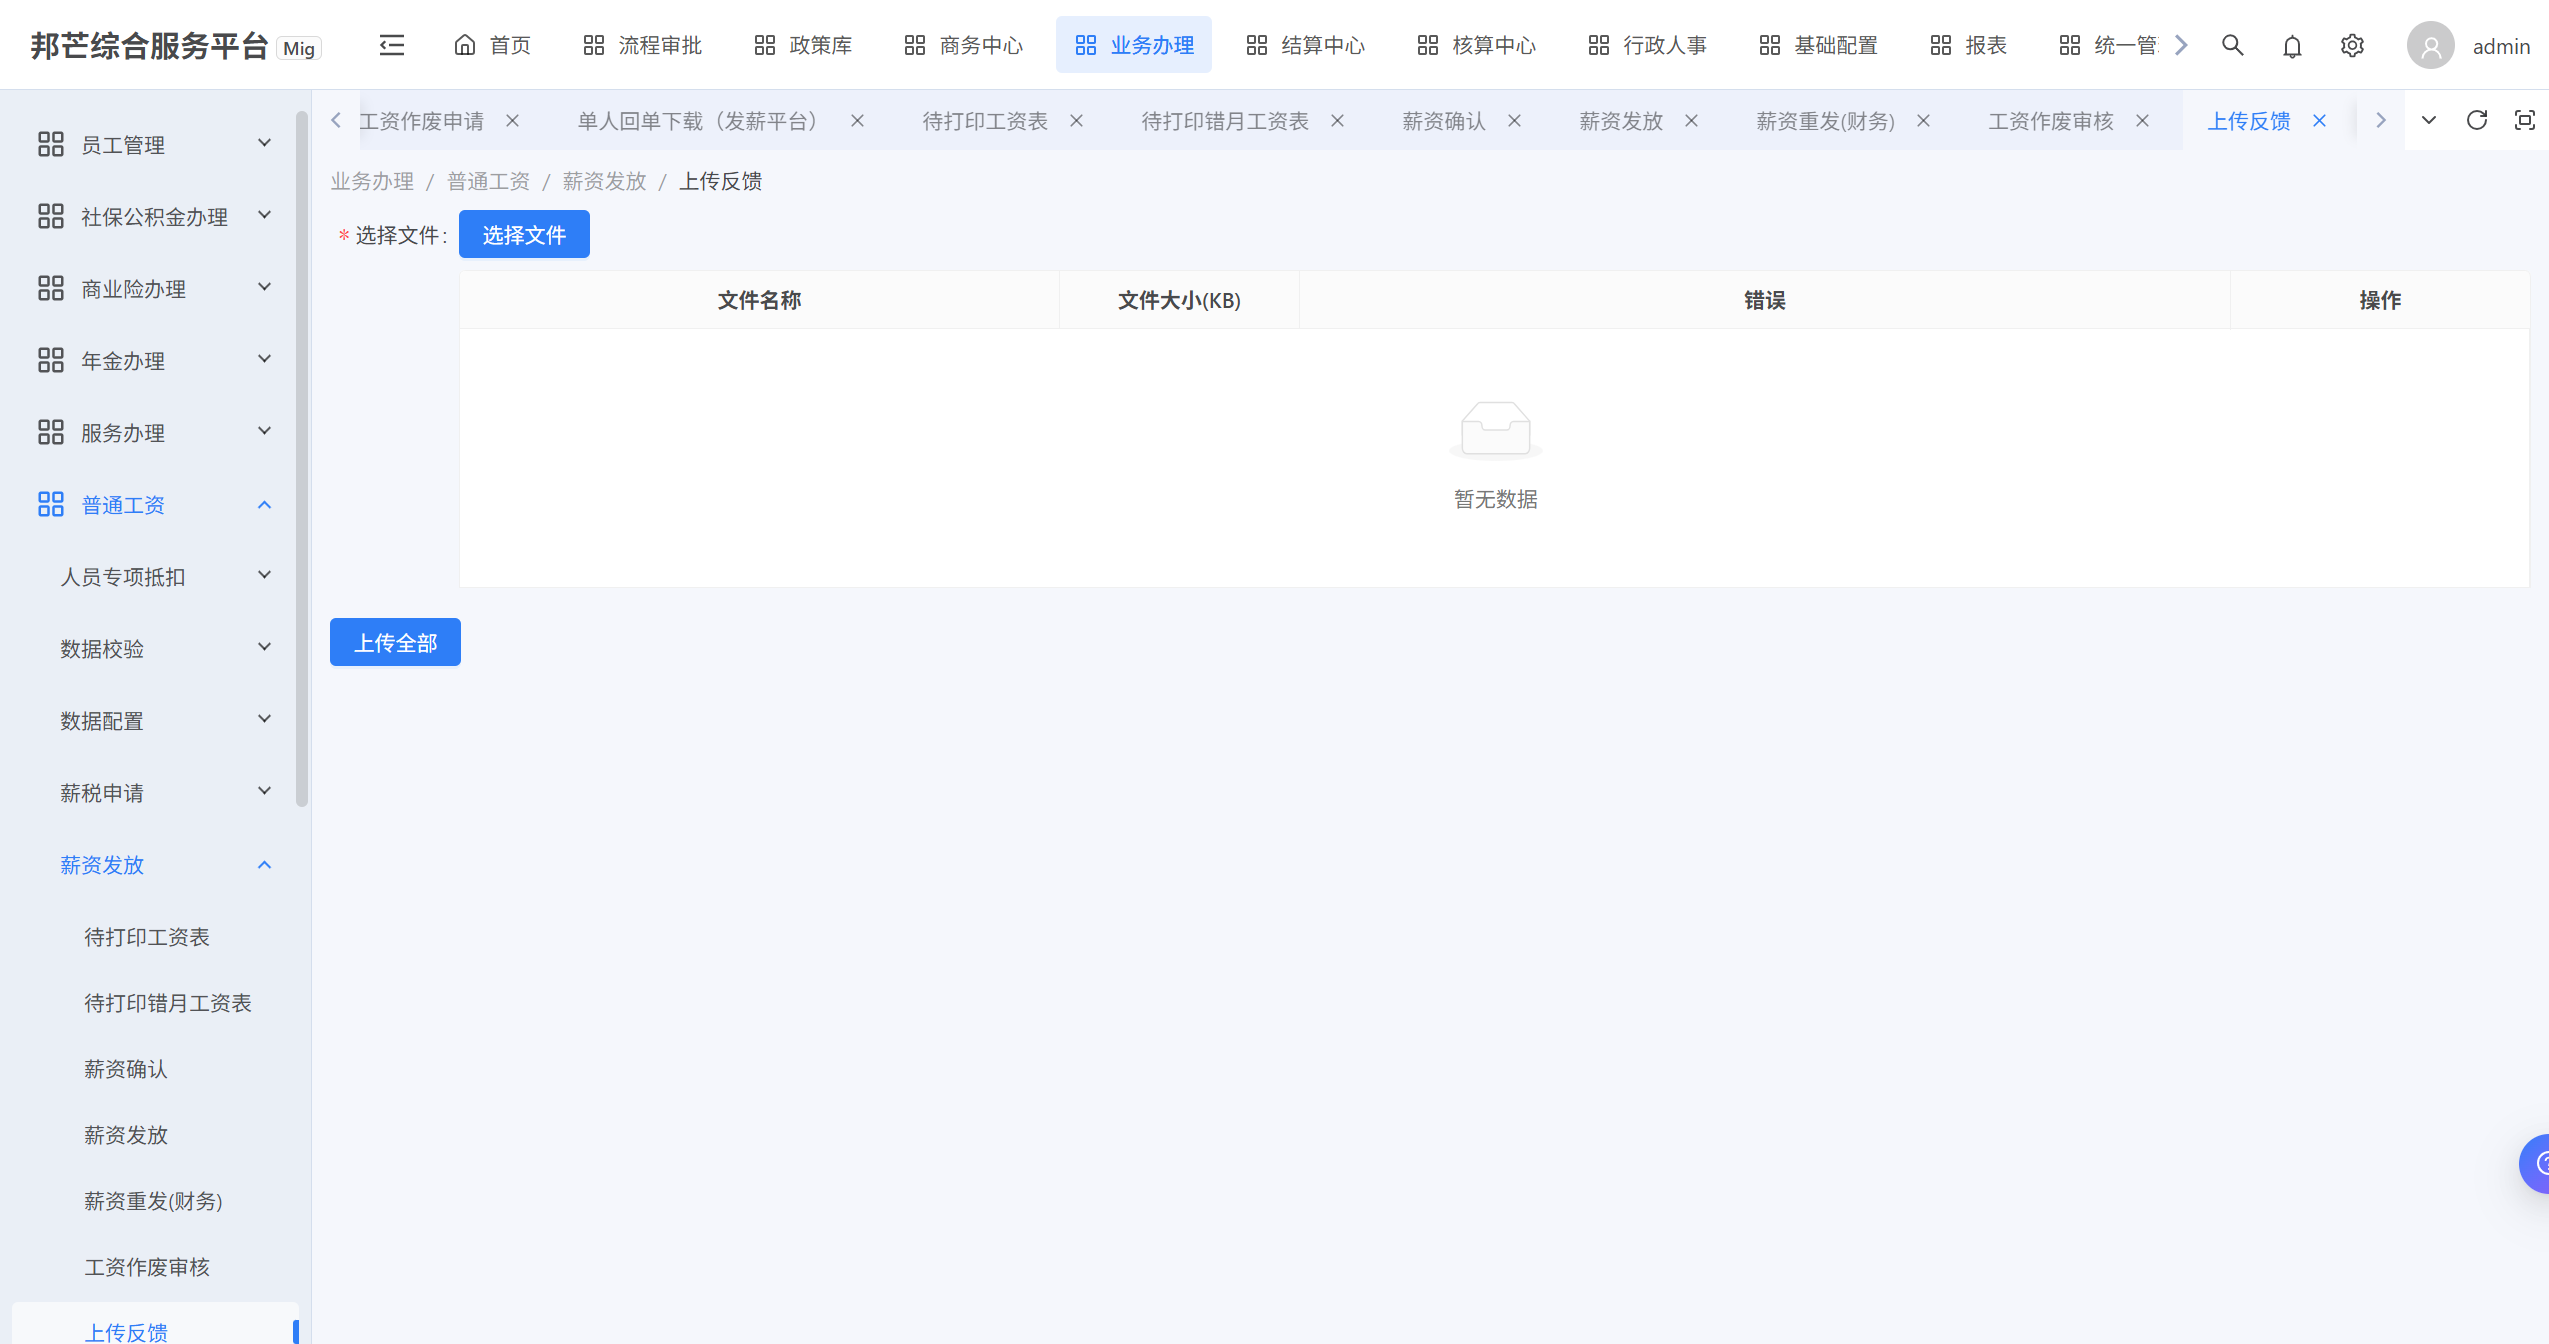 邦芒综合服务平台 Mig
首页 流程审批 政策库 商务中心 业务办理 结算中心 核算中心 行政人事 基础配置 报表 统一管
admin
工资作废申请 单人回单下载（发薪平台） 待打印工资表 待打印错月工资表 薪资确认 薪资发放 薪资重发(财务) 工资作废审核 上传反馈
员工管理
社保公积金办理
商业险办理
年金办理
服务办理
普通工资
人员专项抵扣
数据校验
数据配置
薪税申请
薪资发放
待打印工资表
待打印错月工资表
薪资确认
薪资发放
薪资重发(财务)
工资作废审核
上传反馈
业务办理 / 普通工资 / 薪资发放 / 上传反馈
* 选择文件: 选择文件
文件名称 文件大小(KB) 错误 操作
暂无数据
上传全部